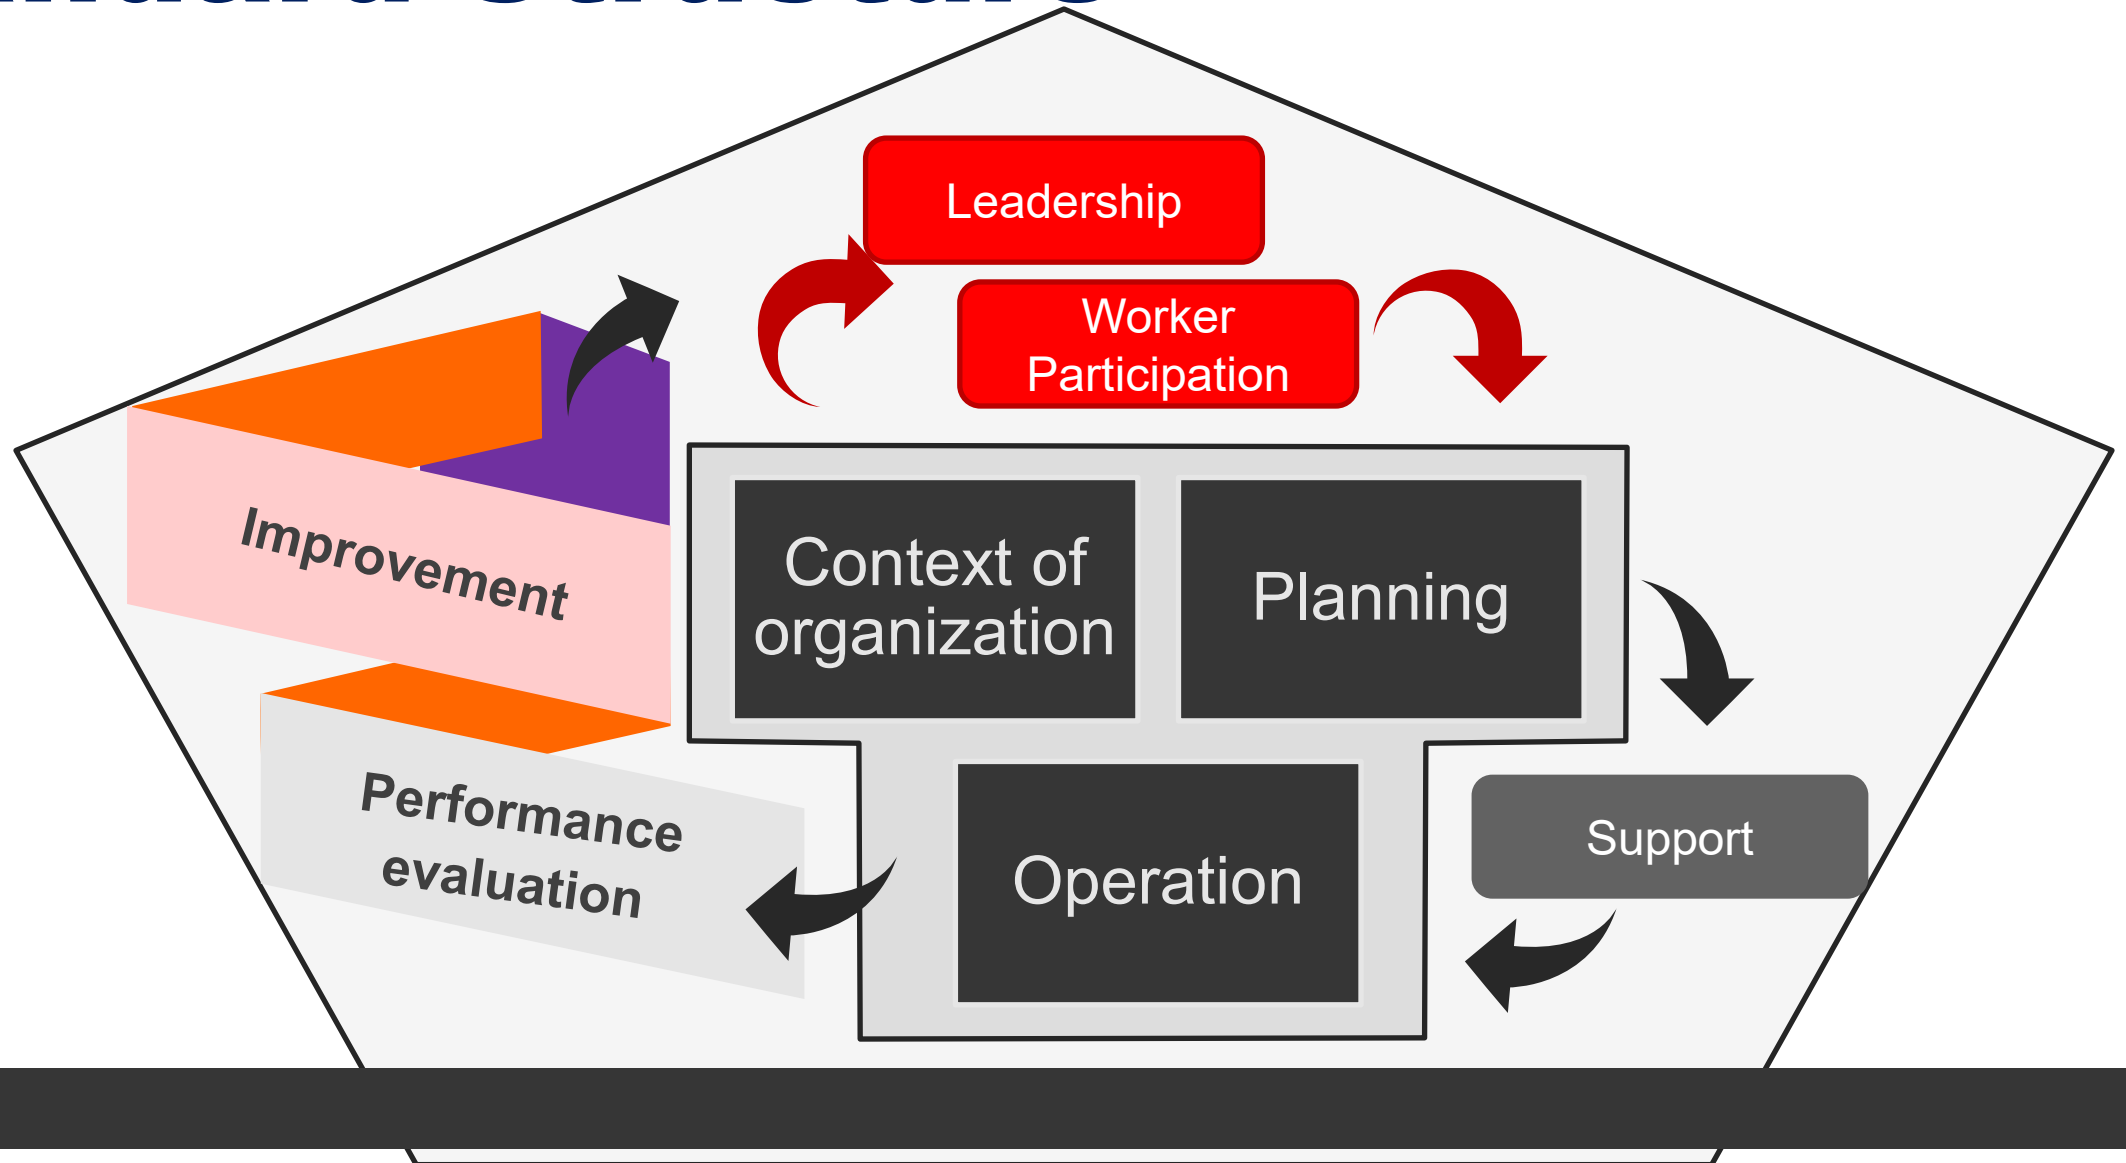 Leadership
Worker
Participation
Improvement
Context of
organization
Planning
Performance
evaluation
Operation
Support